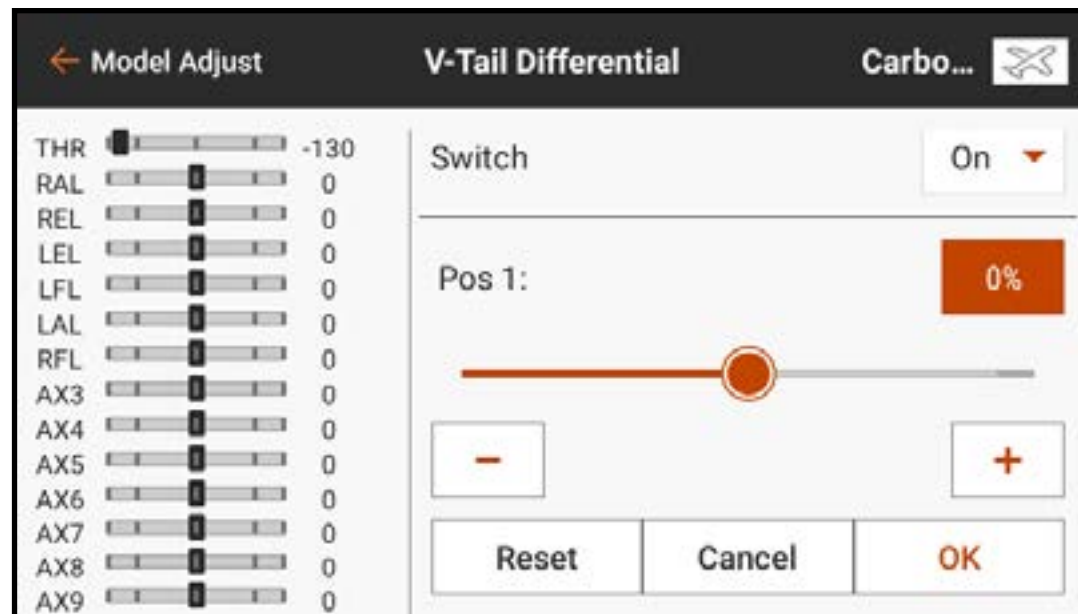 ← Model Adjust V-Tail Differential Carbo...
THR -130
RAL 0
REL 0
LEL 0
LFL 0
LAL 0
RFL 0
AX3 0
AX4 0
AX5 0
AX6 0
AX7 0
AX8 0
AX9 0
Switch On
Pos 1: 0%
− +
Reset Cancel OK